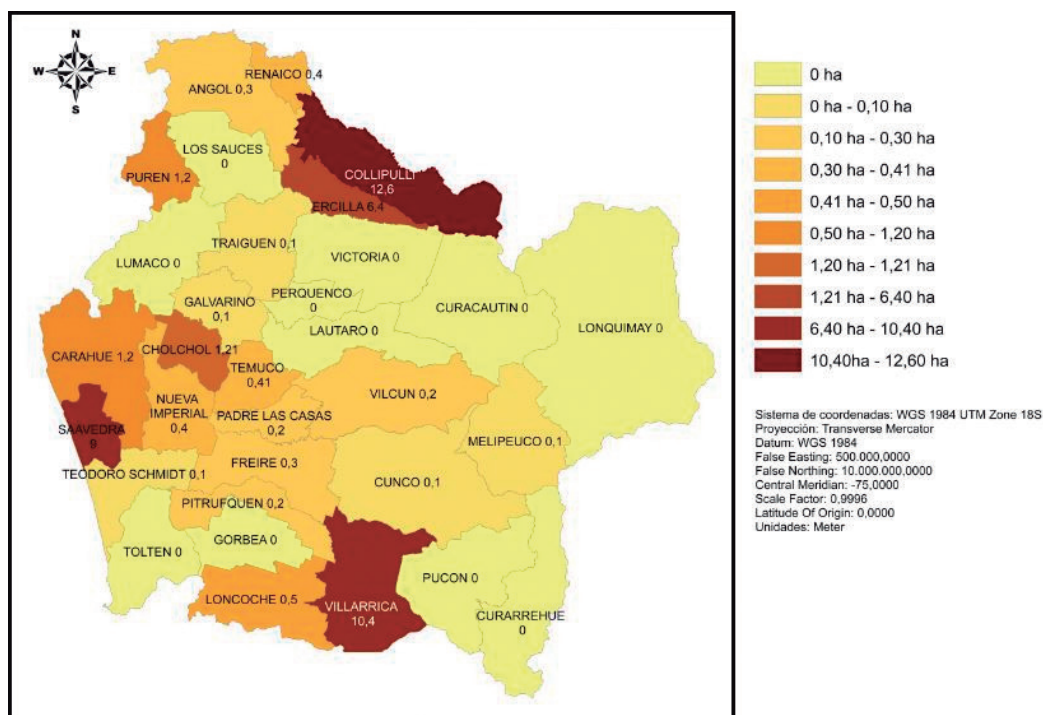 N
W E
S
RENAICO 0,4
ANGOL 0,3
LOS SAUCES
0
PUREN 1,2
COLLIPULLI
12,6
ERCILLA 6,4
TRAIGUEN 0,1
LUMACO 0
VICTORIA 0
GALVARINO
0,1
PERQUENCO
0
CURACAUTIN 0
LONQUIMAY 0
LAUTARO 0
CARAHUE 1,2
CHOLCHOL 1,21
TEMUCO
0,41
VILCUN 0,2
NUEVA
IMPERIAL
0,4
PADRE LAS CASAS
0,2
SAAVEDRA
9
MELIPEUCO 0,1
TEODORO SCHMIDT 0,1
FREIRE 0,3
CUNCO 0,1
PITRUFQUEN 0,2
GORBEA 0
TOLTEN 0
PUCON 0
LONCOCHE 0,5
VILLARRICA
10,4
CURARREHUE
0
0 ha
0 ha - 0,10 ha
0,10 ha - 0,30 ha
0,30 ha - 0,41 ha
0,41 ha - 0,50 ha
0,50 ha - 1,20 ha
1,20 ha - 1,21 ha
1,21 ha - 6,40 ha
6,40 ha - 10,40 ha
10,40ha - 12,60 ha
Sistema de coordenadas: WGS 1984 UTM Zone 18S
Proyección: Transverse Mercator
Datum: WGS 1984
False Easting: 500.000,0000
False Northing: 10.000.000,0000
Central Meridian: -75,0000
Scale Factor: 0,9996
Latitude Of Origin: 0,0000
Unidades: Meter